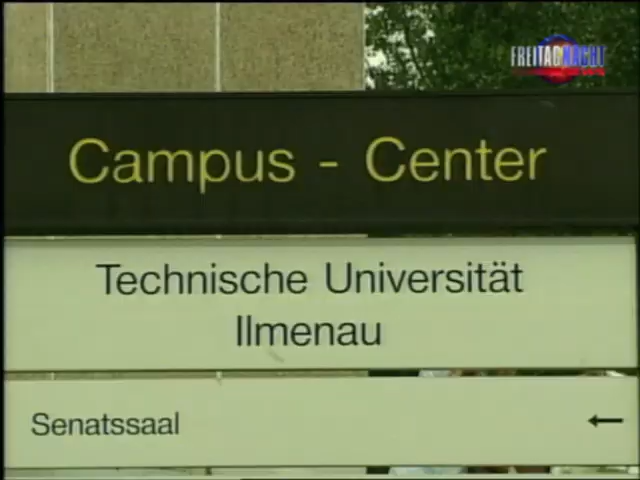 FREITAGNACHT
Campus - Center
Technische Universität
Ilmenau
Senatssaal ←